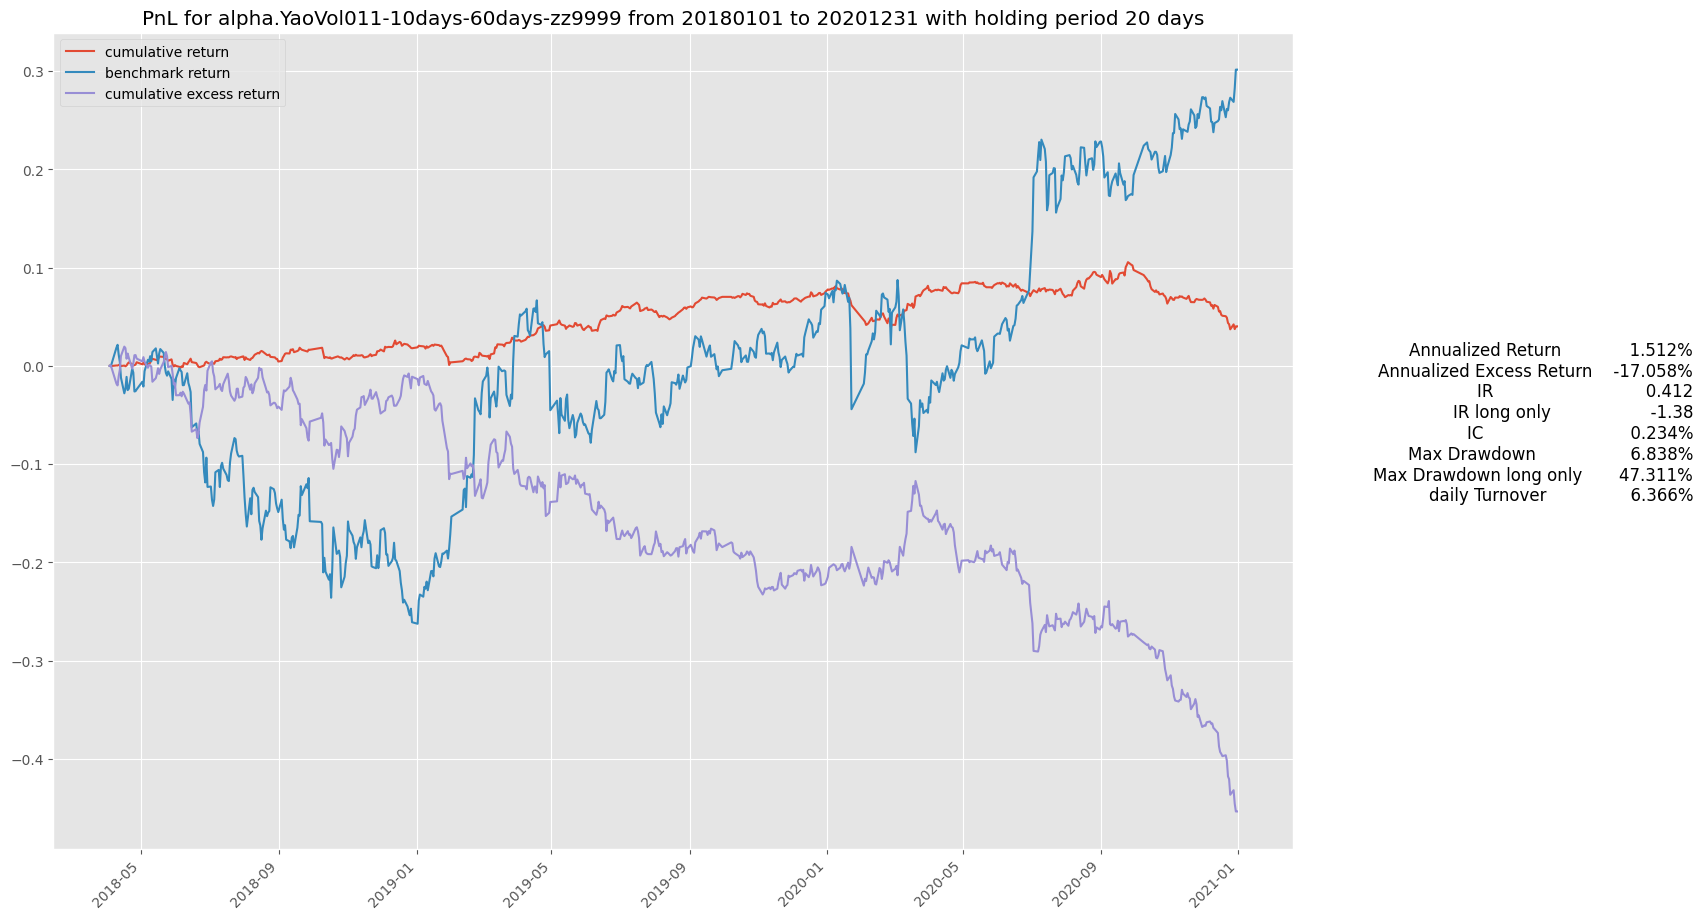 PnL for alpha.YaoVol011-10days-60days-zz9999 from 20180101 to 20201231 with holding period 20 days
cumulative return
benchmark return
cumulative excess return
0.3
0.2
0.1
0.0
−0.1
−0.2
−0.3
−0.4
Annualized Return 1.512%
Annualized Excess Return -17.058%
IR 0.412
IR long only -1.38
IC 0.234%
Max Drawdown 6.838%
Max Drawdown long only 47.311%
daily Turnover 6.366%
2018-05
2018-09
2019-01
2019-05
2019-09
2020-01
2020-05
2020-09
2021-01